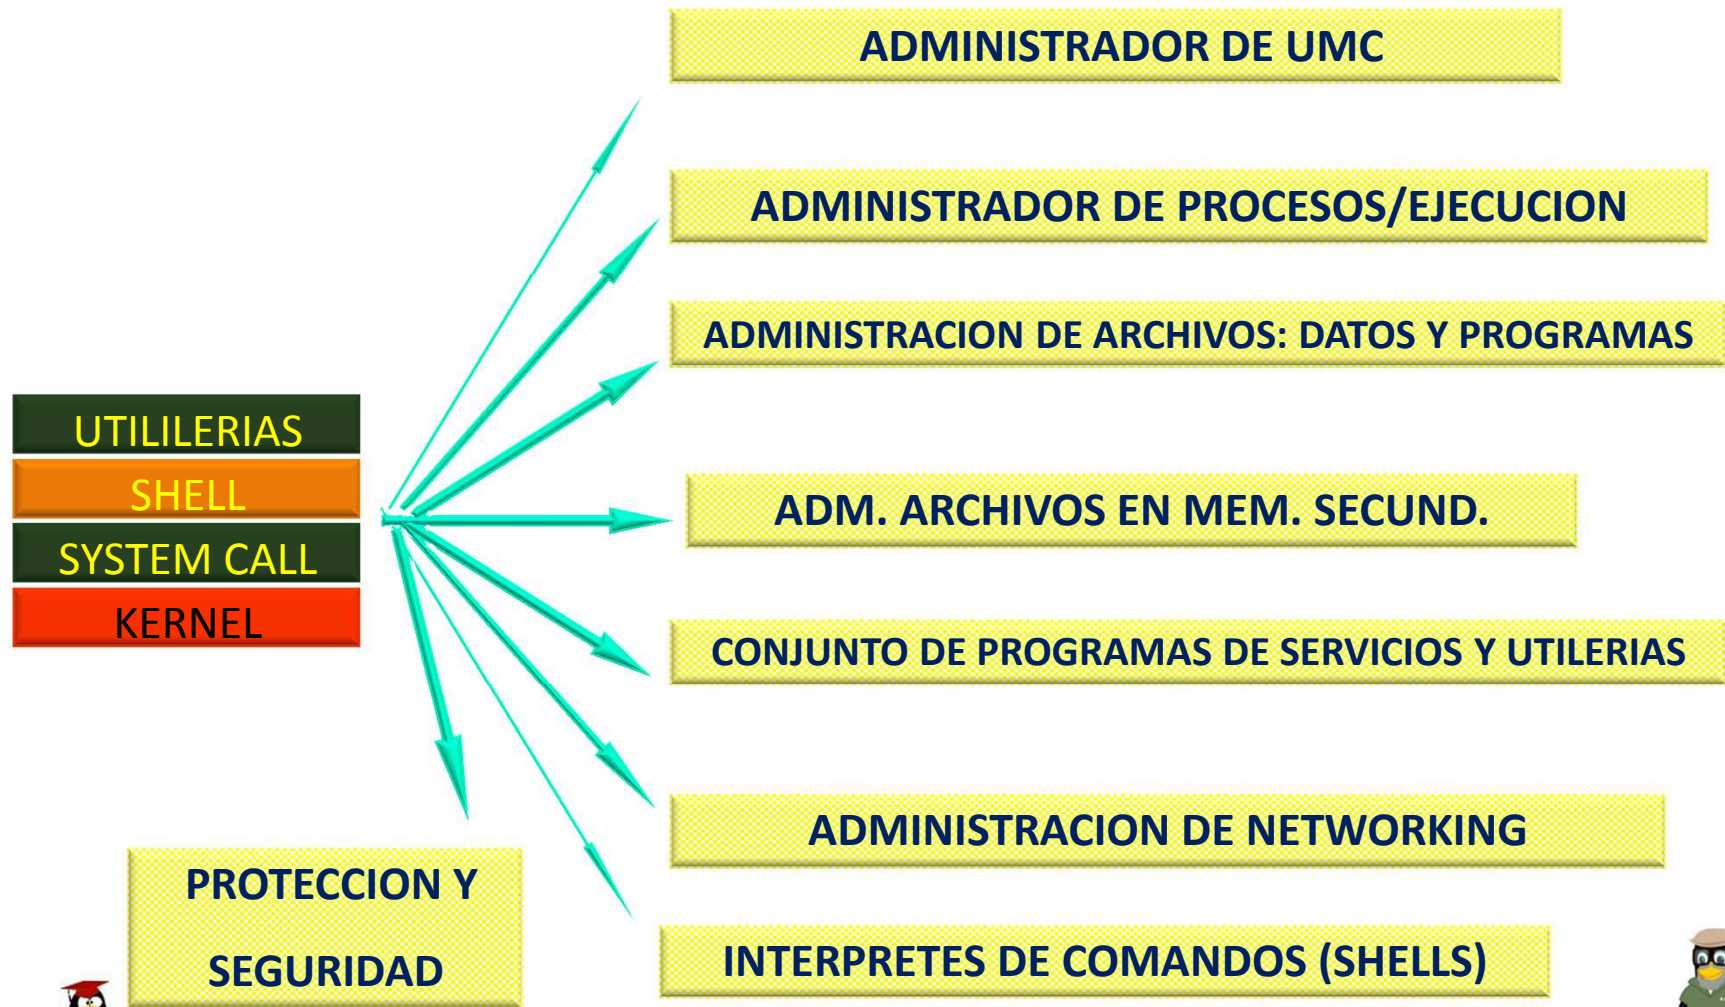 ADMINISTRADOR DE UMC
ADMINISTRADOR DE PROCESOS/EJECUCION
ADMINISTRACION DE ARCHIVOS: DATOS Y PROGRAMAS
UTILILERIAS
SHELL
SYSTEM CALL
KERNEL
ADM. ARCHIVOS EN MEM. SECUND.
CONJUNTO DE PROGRAMAS DE SERVICIOS Y UTILERIAS
ADMINISTRACION DE NETWORKING
PROTECCION Y
SEGURIDAD
INTERPRETES DE COMANDOS (SHELLS)